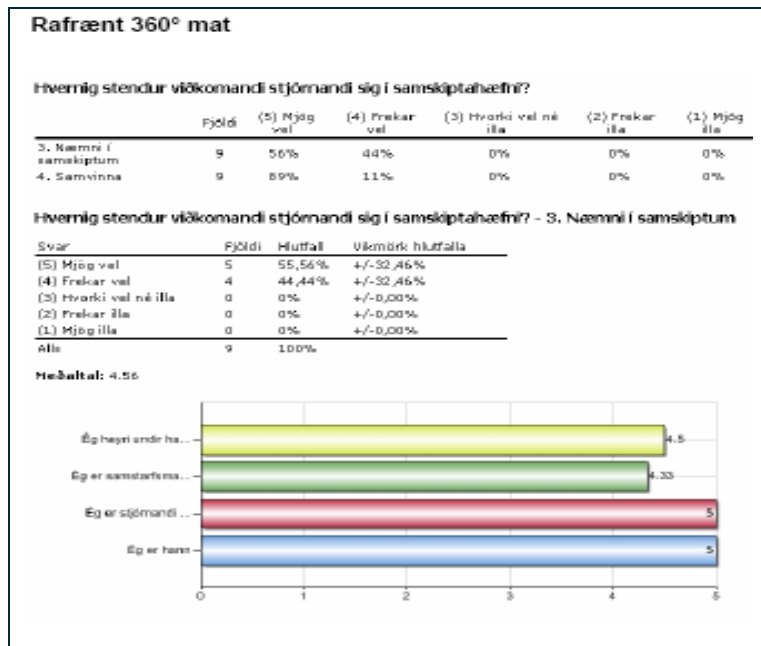 Rafrænt 360° mat
Hvernig stendur viðkomandi stjórnandi sig í samskiptahæfni?
Fjöldi (5) Mjög vel (4) Frekar vel (3) Hvorki vel né illa (2) Frekar illa (1) Mjög illa
3. Næmni í samskiptum 9 56% 44% 0% 0% 0%
4. Samvinna 9 89% 11% 0% 0% 0%
Hvernig stendur viðkomandi stjórnandi sig í samskiptahæfni? - 3. Næmni í samskiptum
Svar Fjöldi Hlutfall Vikmörk hlutfalla
(5) Mjög vel 5 55,56% +/-32,46%
(4) Frekar vel 4 44,44% +/-32,46%
(3) Hvorki vel né illa 0 0% +/-0,00%
(2) Frekar illa 0 0% +/-0,00%
(1) Mjög illa 0 0% +/-0,00%
Alls 9 100%
Meðaltal: 4.56
Ég heyri undir ha... 4.5
Ég er samstarfsma... 4.33
Ég er stjórnandi ... 5
Ég er hann 5
0 1 2 3 4 5